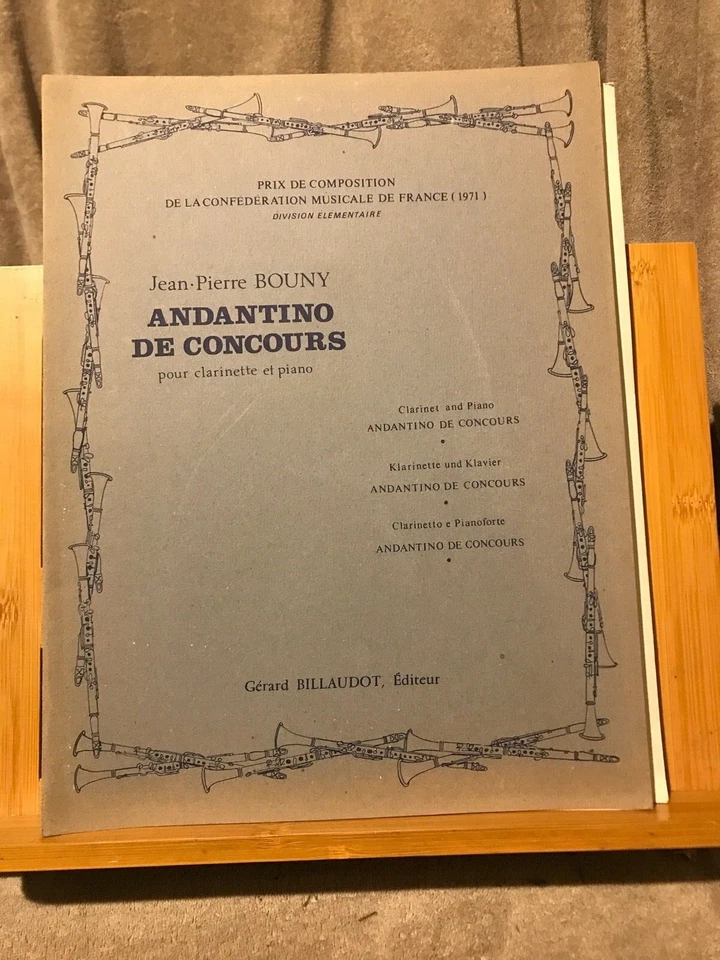 PRIX DE COMPOSITION
DE LA CONFÉDÉRATION MUSICALE DE FRANCE (1971)
DIVISION ELEMENTAIRE
Jean-Pierre BOUNY
ANDANTINO
DE CONCOURS
pour clarinette et piano
Clarinet and Piano
ANDANTINO DE CONCOURS
Klarinette und Klavier
ANDANTINO DE CONCOURS
Clarinetto e Pianoforte
ANDANTINO DE CONCOURS
Gérard BILLAUDOT, Éditeur